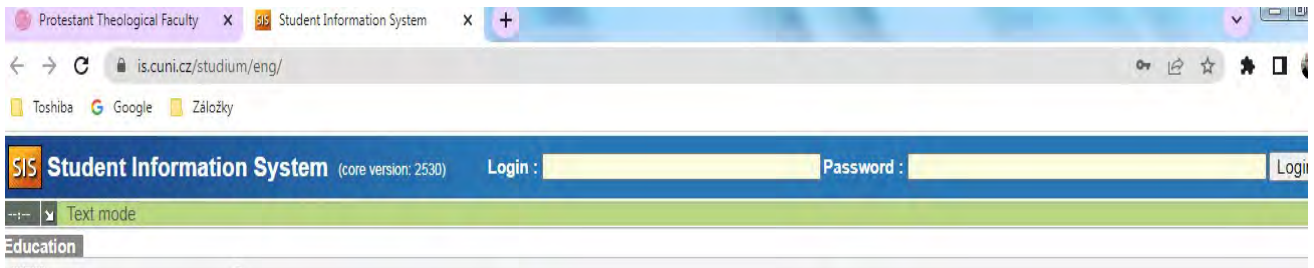 Protestant Theological Faculty X SIS Student Information System x +
is.cuni.cz/studium/eng/
Toshiba G Google Záložky
SIS Student Information System (core version: 2530) Login : Password : Login
--:-- Text mode
Education